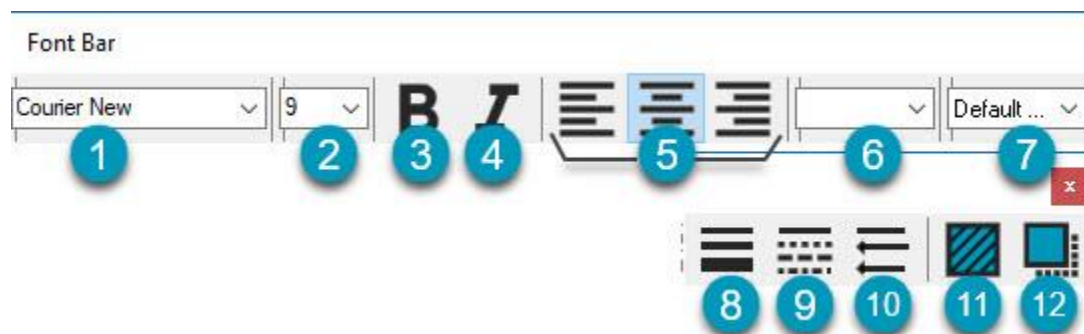 Font Bar
Courier New 9 B I Default ...
1 2 3 4 5 6 7
x
8 9 10 11 12